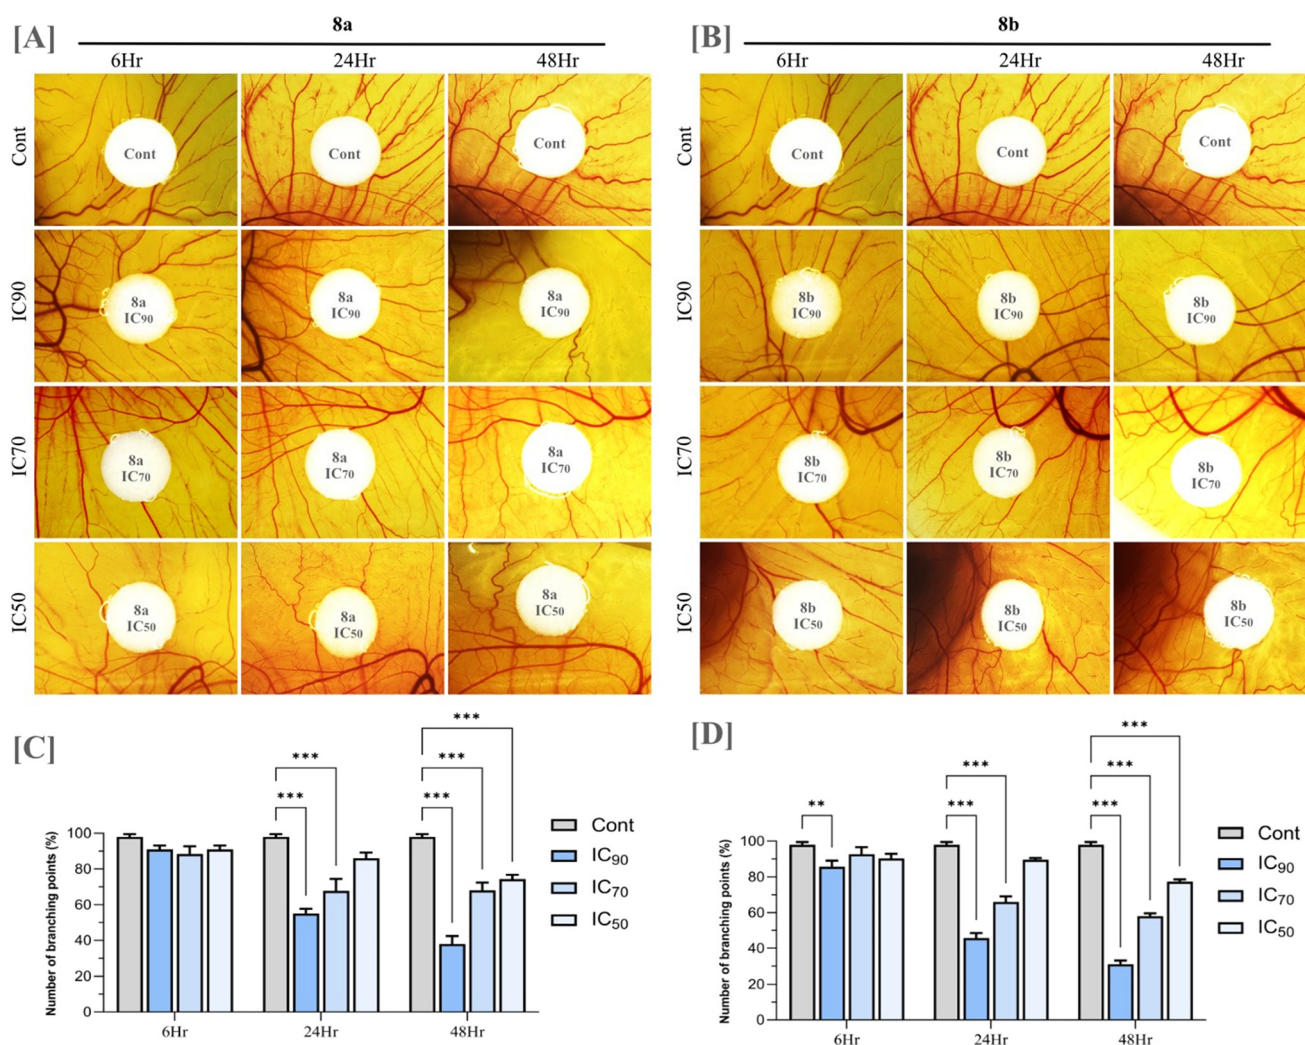 [A]
8a
6Hr 24Hr 48Hr
Cont
Cont Cont Cont
IC90
8a 8a 8a
IC90 IC90 IC90
IC70
8a 8a 8a
IC70 IC70 IC70
IC50
8a 8a 8a
IC50 IC50 IC50
[B]
8b
6Hr 24Hr 48Hr
Cont
Cont Cont Cont
IC90
8b 8b 8b
IC90 IC90 IC90
IC70
8b 8b 8b
IC70 IC70 IC70
IC50
8b 8b 8b
IC50 IC50 IC50
[C]
Number of branching points (%)
100
80
60
40
20
0
***
***
***
***
***
6Hr 24Hr 48Hr
Cont
IC90
IC70
IC50
[D]
Number of branching points (%)
100
80
60
40
20
0
**
***
***
***
***
***
6Hr 24Hr 48Hr
Cont
IC90
IC70
IC50